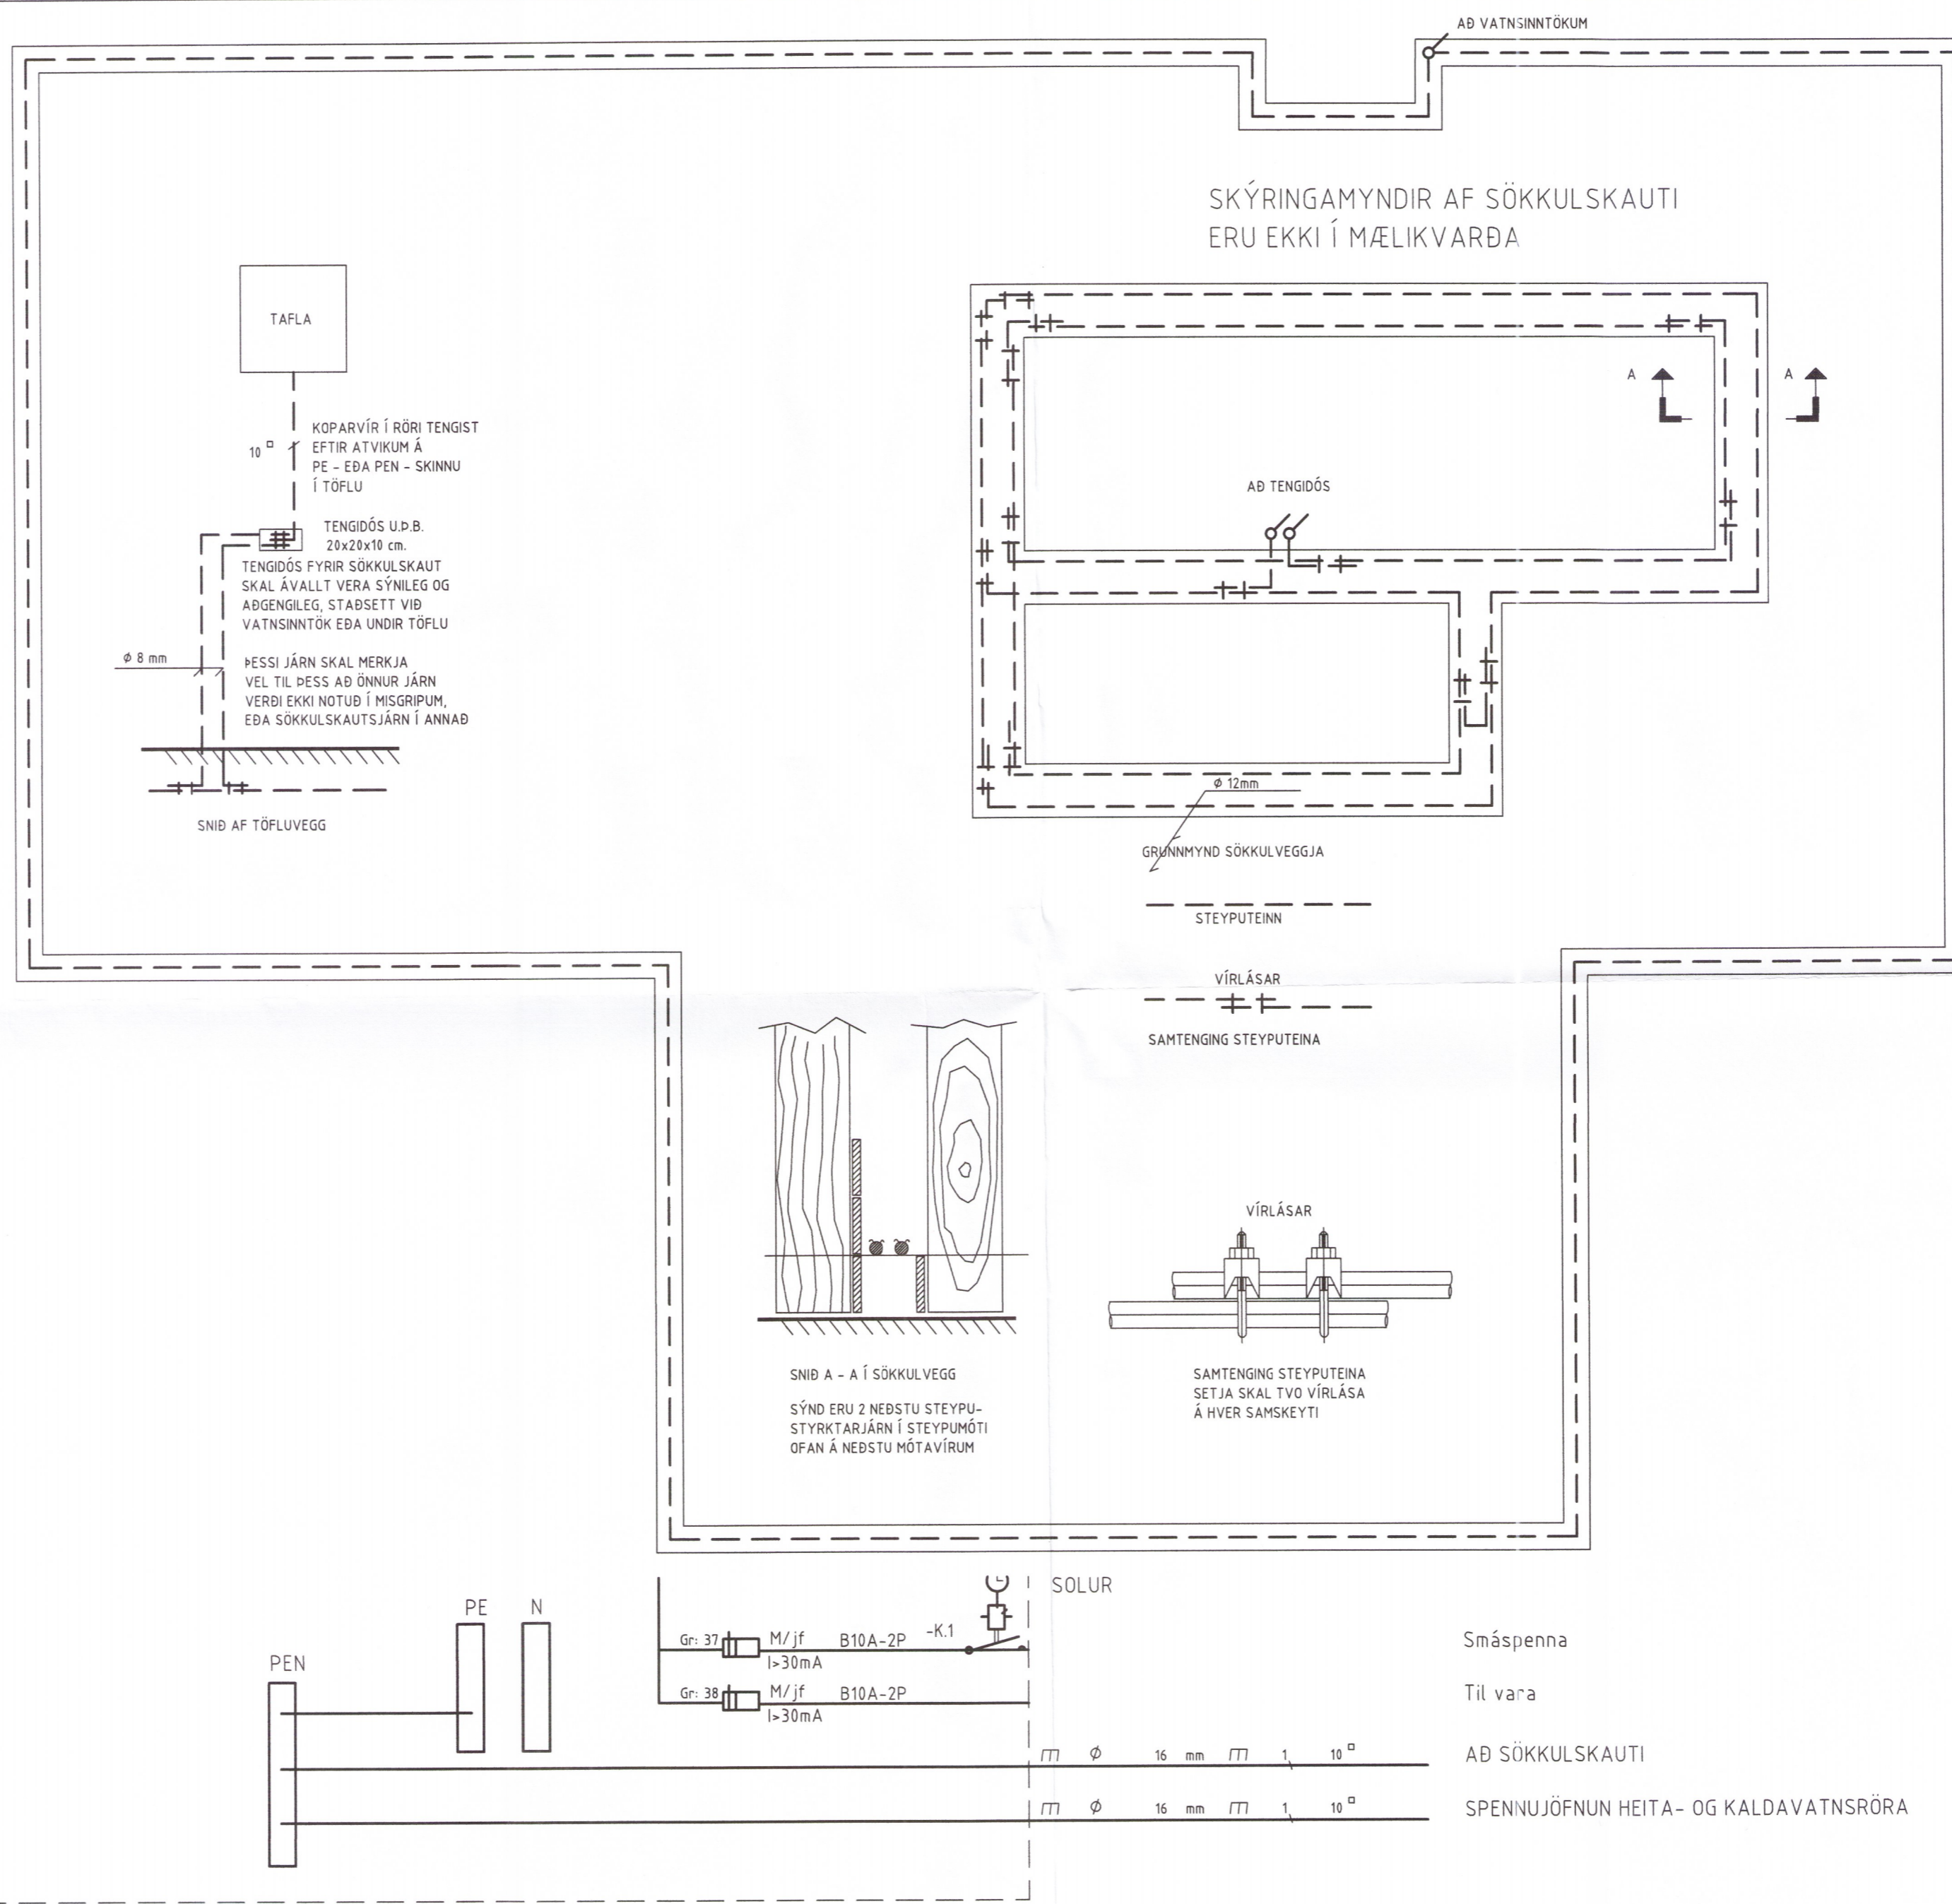 AÐ VATNSINNTÖKUM
SKÝRINGAMYNDIR AF SÖKKULSKAUTI
ERU EKKI Í MÆLIKVARÐA
TAFLA
10 □
KOPARVÍR Í RÖRI TENGIST
EFTIR ATVIKUM Á
PE - EÐA PEN - SKINNU
Í TÖFLU
TENGIDÓS U.Þ.B.
20x20x10 cm.
TENGIDÓS FYRIR SÖKKULSKAUT
SKAL ÁVALLT VERA SÝNILEG OG
AÐGENGILEG, STAÐSETT VIÐ
VATNSINNTÖK EÐA UNDIR TÖFLU
ϕ 8 mm
ÞESSI JÁRN SKAL MERKJA
VEL TIL ÞESS AÐ ÖNNUR JÁRN
VERÐI EKKI NOTUÐ Í MISGRIPUM,
EÐA SÖKKULSKAUTSJÁRN Í ANNAÐ
SNIÐ AF TÖFLUVEGG
A
A
AÐ TENGIDÓS
ϕ 12mm
GRUNNMYND SÖKKULVEGGJA
STEYPUTEINN
VÍRLÁSAR
SAMTENGING STEYPUTEINA
SNIÐ A - A Í SÖKKULVEGG
SÝND ERU 2 NEÐSTU STEYPU-
STYRKTARJÁRN Í STEYPUMÓTI
OFAN Á NEÐSTU MÓTAVÍRUM
VÍRLÁSAR
SAMTENGING STEYPUTEINA
SETJA SKAL TVO VÍRLÁSA
Á HVER SAMSKEYTI
PEN
PE
N
SOLUR
Gr: 37 M/jf B10A-2P -K.1
I>30mA
Smáspenna
Gr: 38 M/jf B10A-2P
I>30mA
Til vara
m ϕ 16 mm m 1 10 □ AÐ SÖKKULSKAUTI
m ϕ 16 mm m 1 10 □ SPENNUJÖFNUN HEITA- OG KALDAVATNSRÖRA